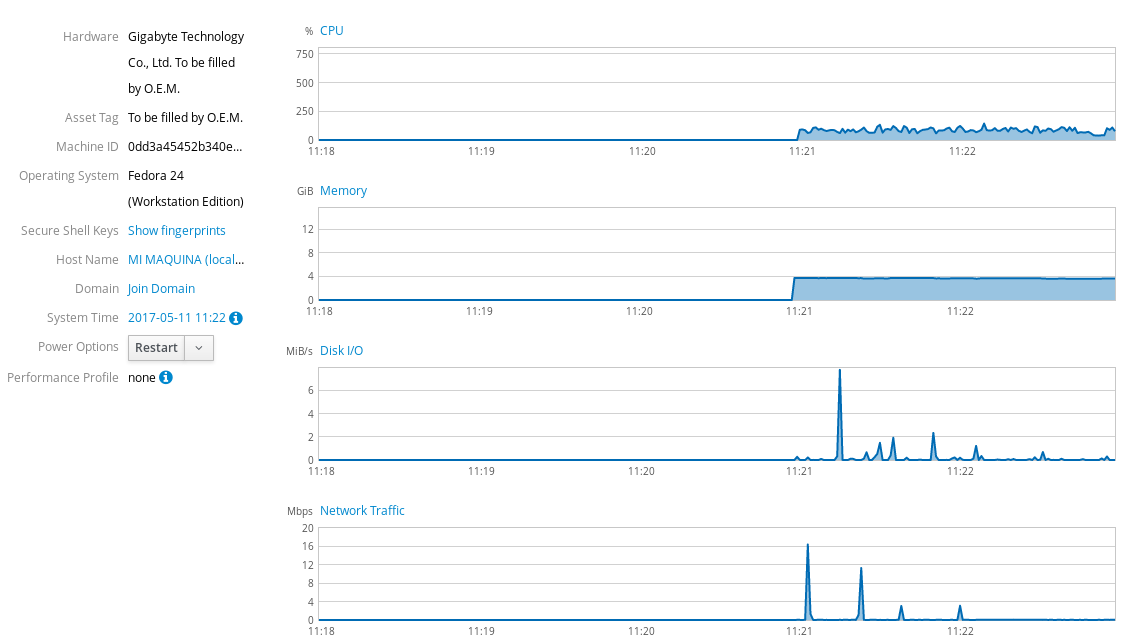 Hardware Gigabyte Technology
Co., Ltd. To be filled
by O.E.M.
Asset Tag To be filled by O.E.M.
Machine ID 0dd3a45452b340e...
Operating System Fedora 24
(Workstation Edition)
Secure Shell Keys Show fingerprints
Host Name MI MAQUINA (local...
Domain Join Domain
System Time 2017-05-11 11:22
Power Options Restart
Performance Profile none
% CPU
750
500
250
0
11:18 11:19 11:20 11:21 11:22
GiB Memory
12
8
4
0
11:18 11:19 11:20 11:21 11:22
MiB/s Disk I/O
6
4
2
0
11:18 11:19 11:20 11:21 11:22
Mbps Network Traffic
20
16
12
8
4
0
11:18 11:19 11:20 11:21 11:22